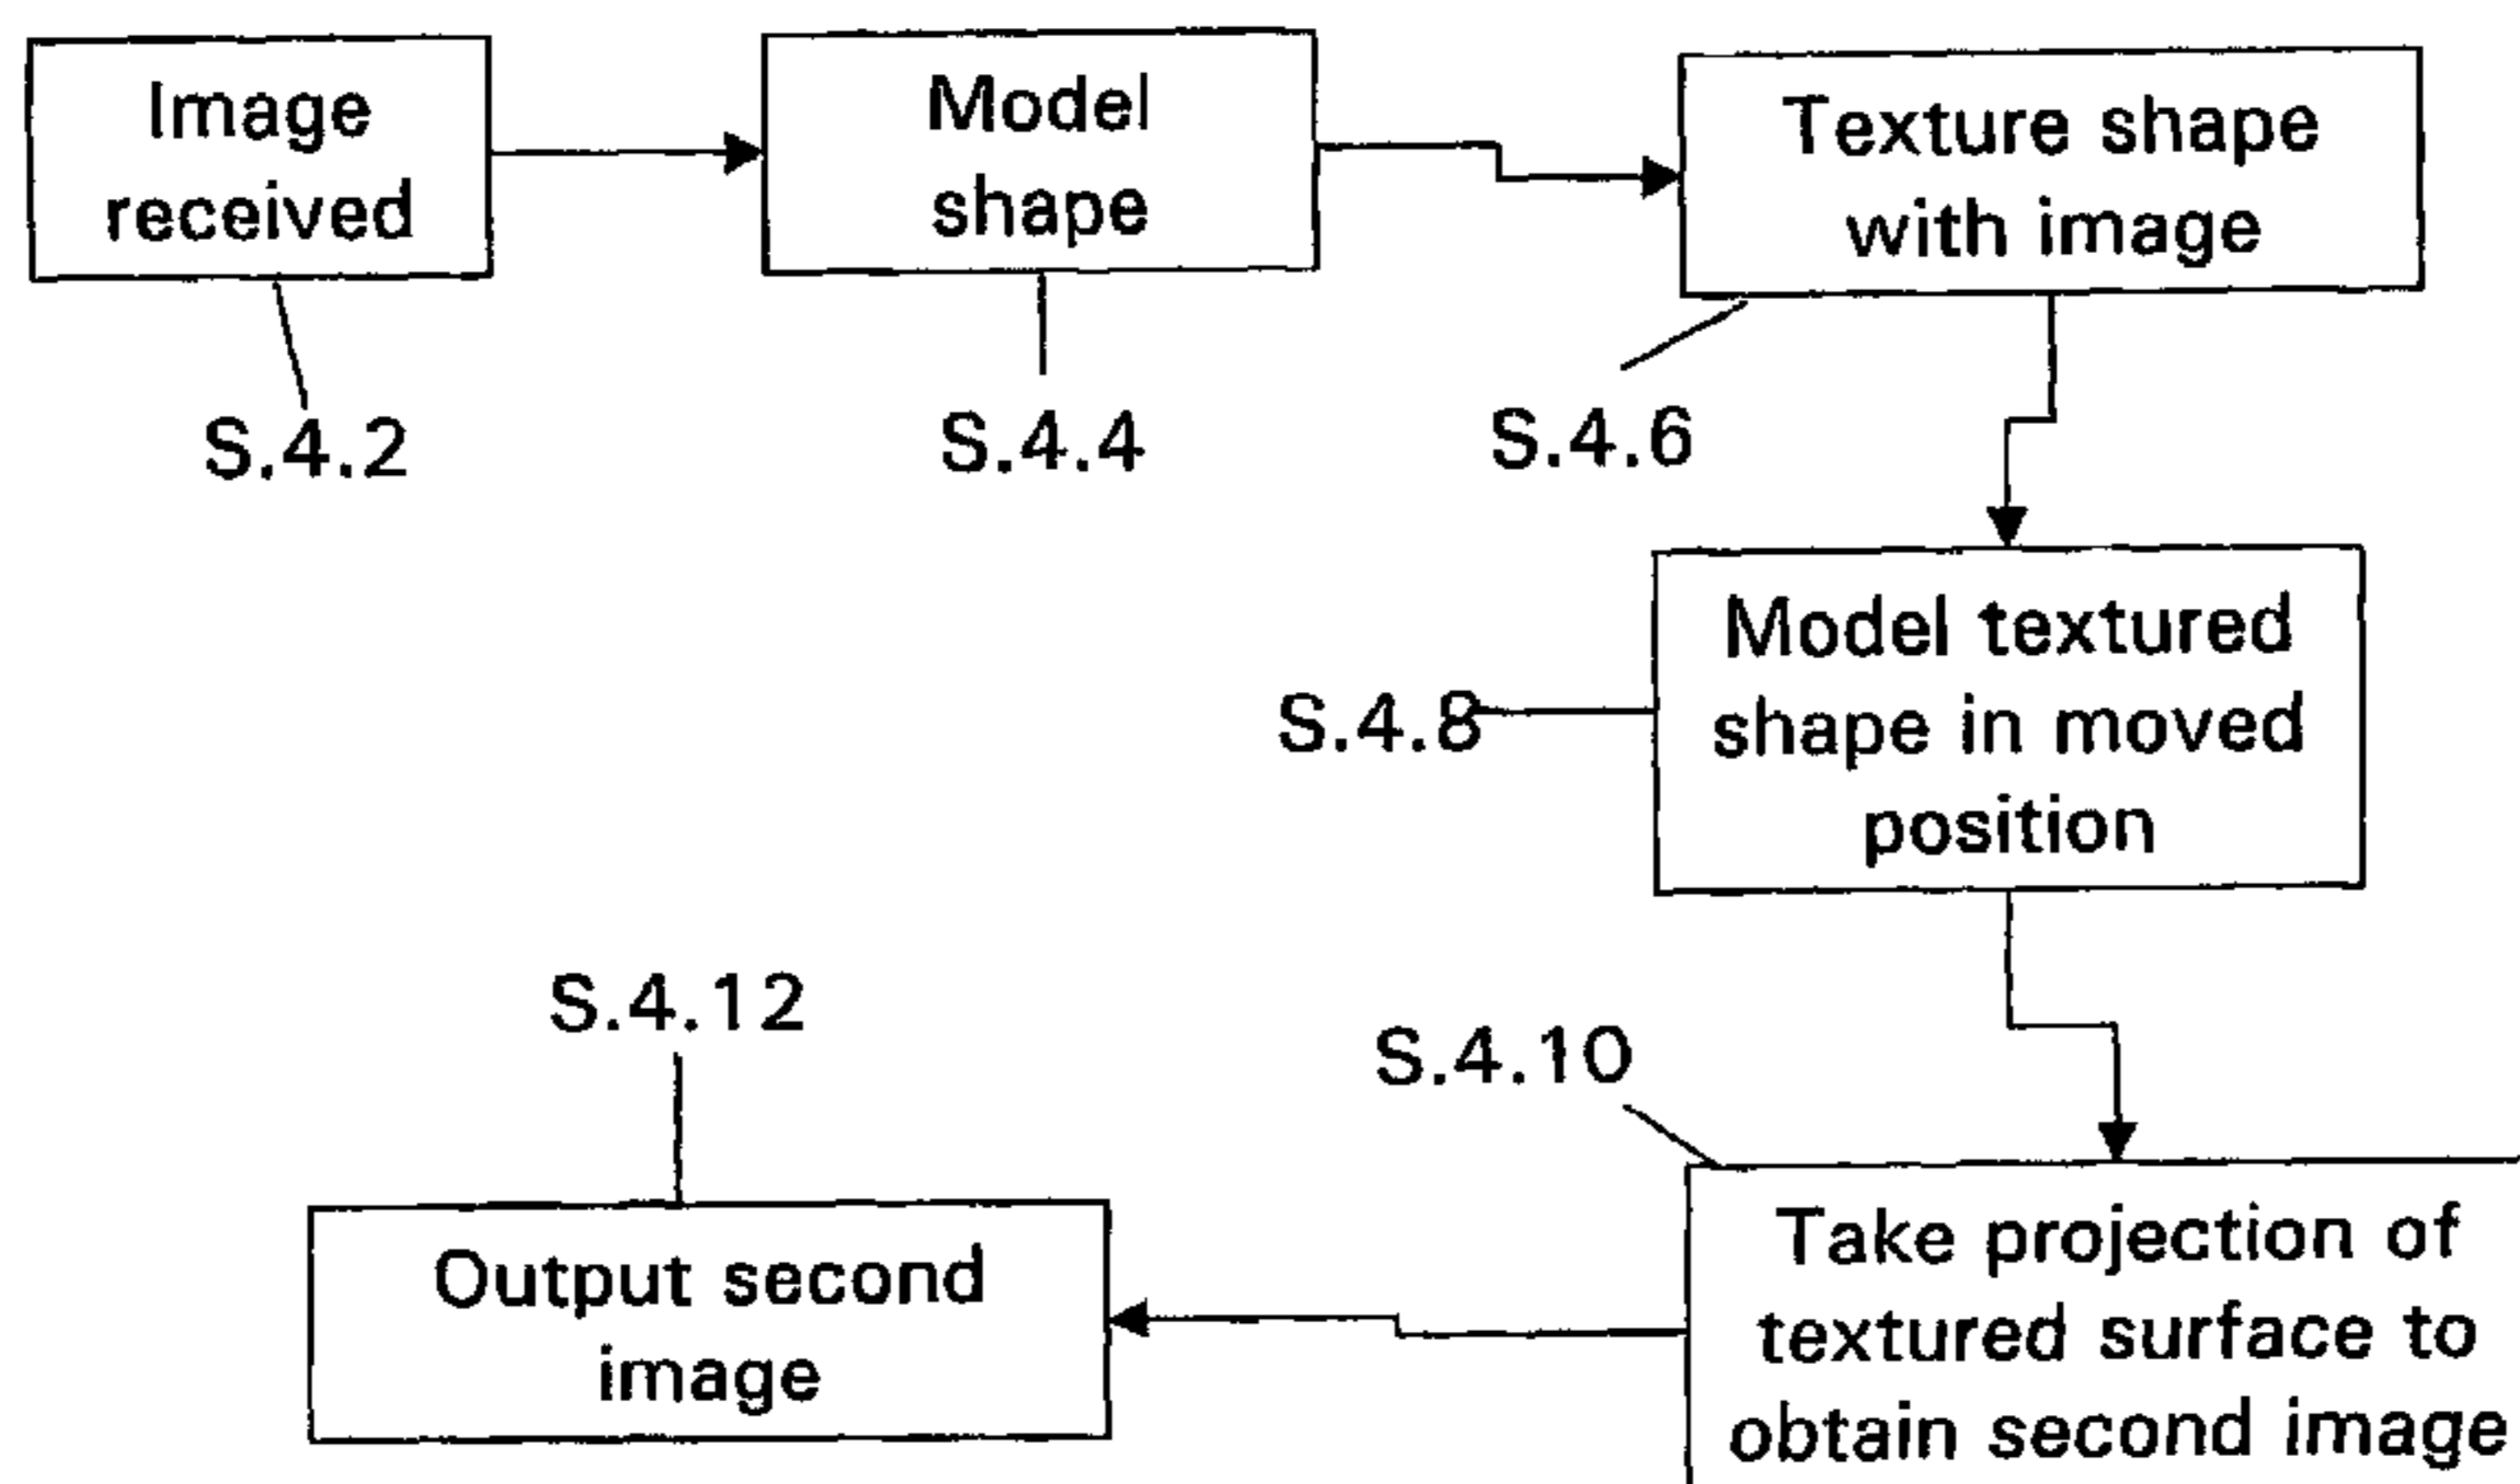 Image
received
S.4.2
Model
shape
S.4.4
Texture shape
with image
S.4.6
Model textured
shape in moved
position
S.4.8
Take projection of
textured surface to
obtain second image
S.4.10
Output second
image
S.4.12